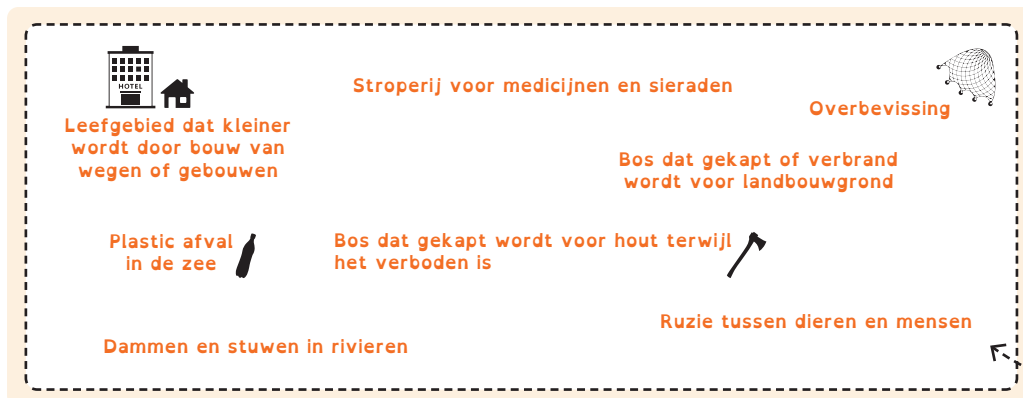 HOTEL
Stroperij voor medicijnen en sieraden
Overbevissing
Leefgebied dat kleiner
wordt door bouw van
wegen of gebouwen
Bos dat gekapt of verbrand
wordt voor landbouwgrond
Plastic afval
in de zee
Bos dat gekapt wordt voor hout terwijl
het verboden is
Ruzie tussen dieren en mensen
Dammen en stuwen in rivieren